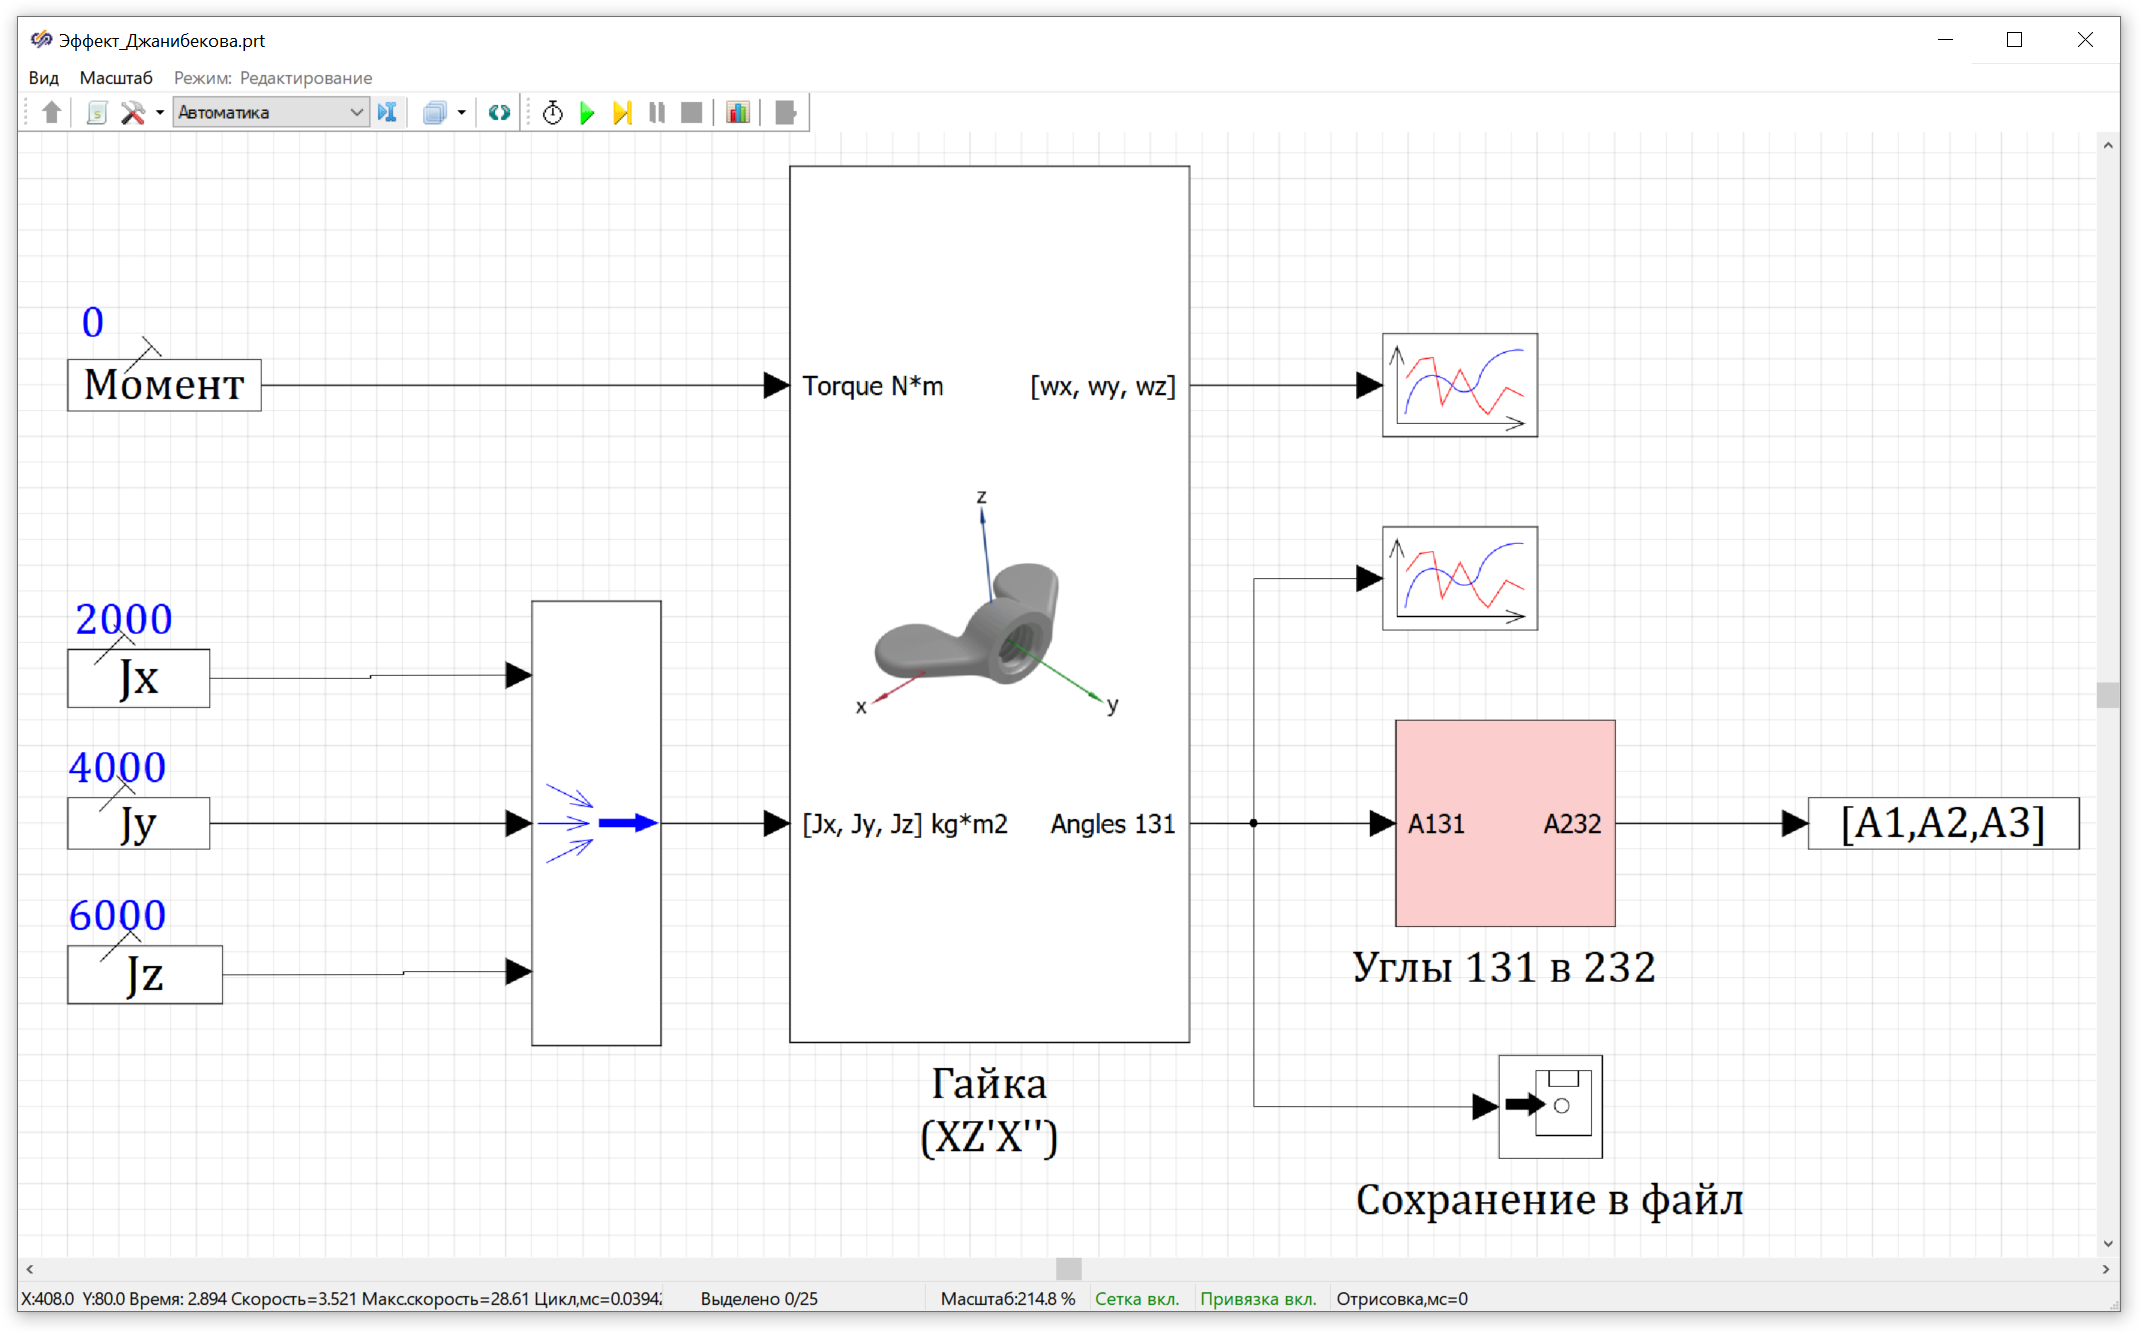 Эффект_Джанибекова.prt
Вид Масштаб Режим: Редактирование
Автоматика
0
Момент
Torque N*m
[wx, wy, wz]
z
x
y
2000
Jx
4000
Jy
6000
Jz
[Jx, Jy, Jz] kg*m2
Angles 131
A131
A232
[A1,A2,A3]
Углы 131 в 232
Гайка
(XZ'X'')
Сохранение в файл
X:408.0 Y:80.0 Время: 2.894 Скорость=3.521 Макс.скорость=28.61 Цикл,мс=0.0394 Выделено 0/25 Масштаб:214.8 % Сетка вкл. Привязка вкл. Отрисовка,мс=0